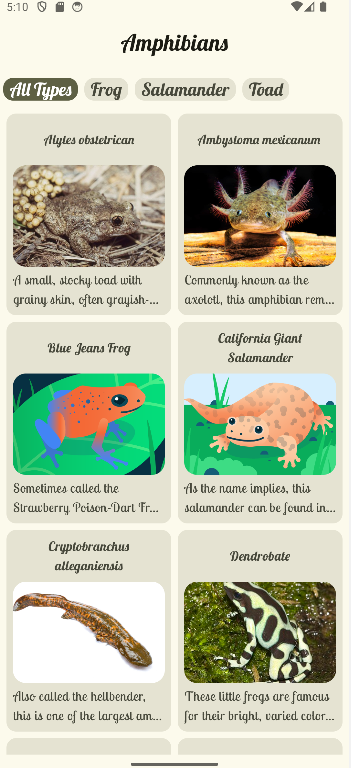 5:10
Amphibians
All Types
Frog
Salamander
Toad
Alytes obstetrican
Ambystoma mexicanum
A small, stocky toad with
grainy skin, often grayish-...
Commonly known as the
axolotl, this amphibian rem...
Blue Jeans Frog
California Giant
Salamander
Sometimes called the
Strawberry Poison-Dart Fr...
As the name implies, this
salamander can be found in...
Cryptobranchus
alleganiensis
Dendrobate
Also called the hellbender,
this is one of the largest am...
These little frogs are famous
for their bright, varied color...